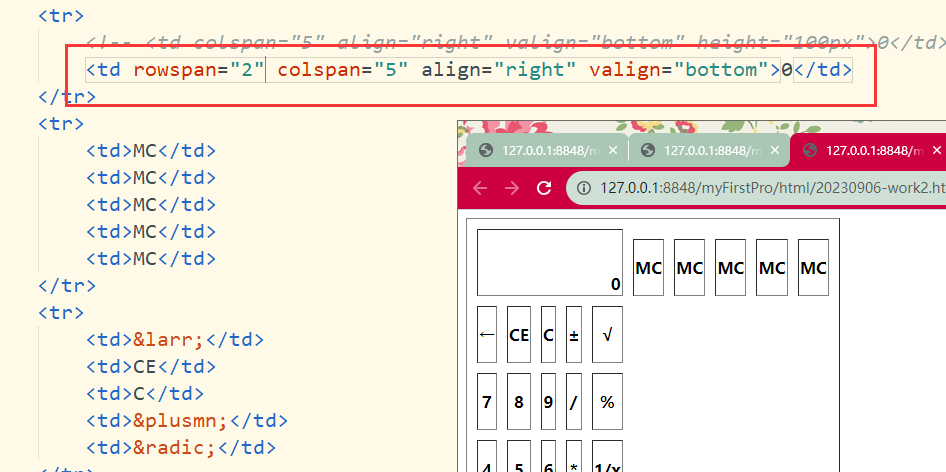 <tr>
<!-- <td colspan="5" align="right" valign="bottom" height="100px">0</td>
<td rowspan="2" colspan="5" align="right" valign="bottom">0</td>
</tr>
<tr>
<td>MC</td>
<td>MC</td>
<td>MC</td>
<td>MC</td>
<td>MC</td>
</tr>
<tr>
<td>&larr;</td>
<td>CE</td>
<td>C</td>
<td>&plusmn;</td>
<td>&radic;</td>
</tr>
127.0.0.1:8848/m × 127.0.0.1:8848/m × 127.0.0.1:8848/m ×
127.0.0.1:8848/myFirstPro/html/20230906-work2.ht
0 MC MC MC MC MC
← CE C ± √
7 8 9 / %
4 5 6 * 1/x